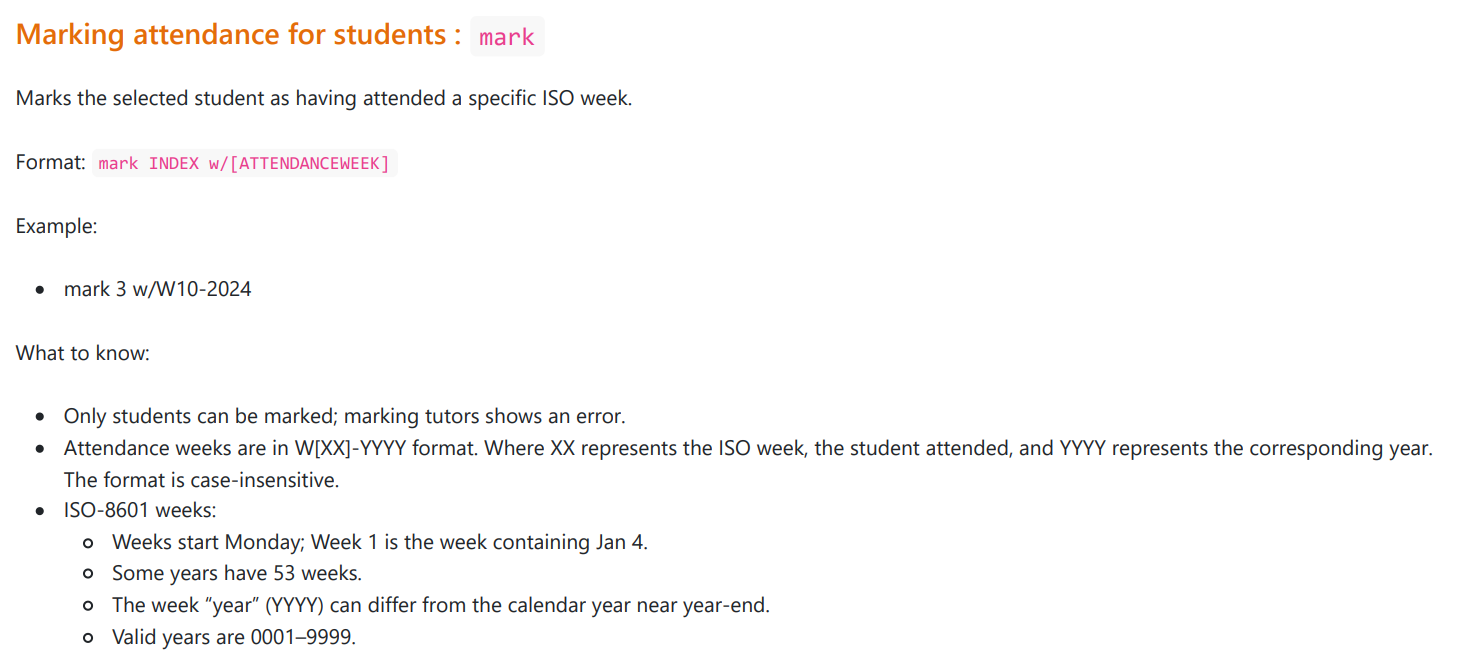 Marking attendance for students : mark
Marks the selected student as having attended a specific ISO week.
Format: mark INDEX w/[ATTENDANCEWEEK]
Example:
• mark 3 w/W10-2024
What to know:
• Only students can be marked; marking tutors shows an error.
• Attendance weeks are in W[XX]-YYYY format. Where XX represents the ISO week, the student attended, and YYYY represents the corresponding year.
The format is case-insensitive.
• ISO-8601 weeks:
○ Weeks start Monday; Week 1 is the week containing Jan 4.
○ Some years have 53 weeks.
○ The week “year” (YYYY) can differ from the calendar year near year-end.
○ Valid years are 0001–9999.